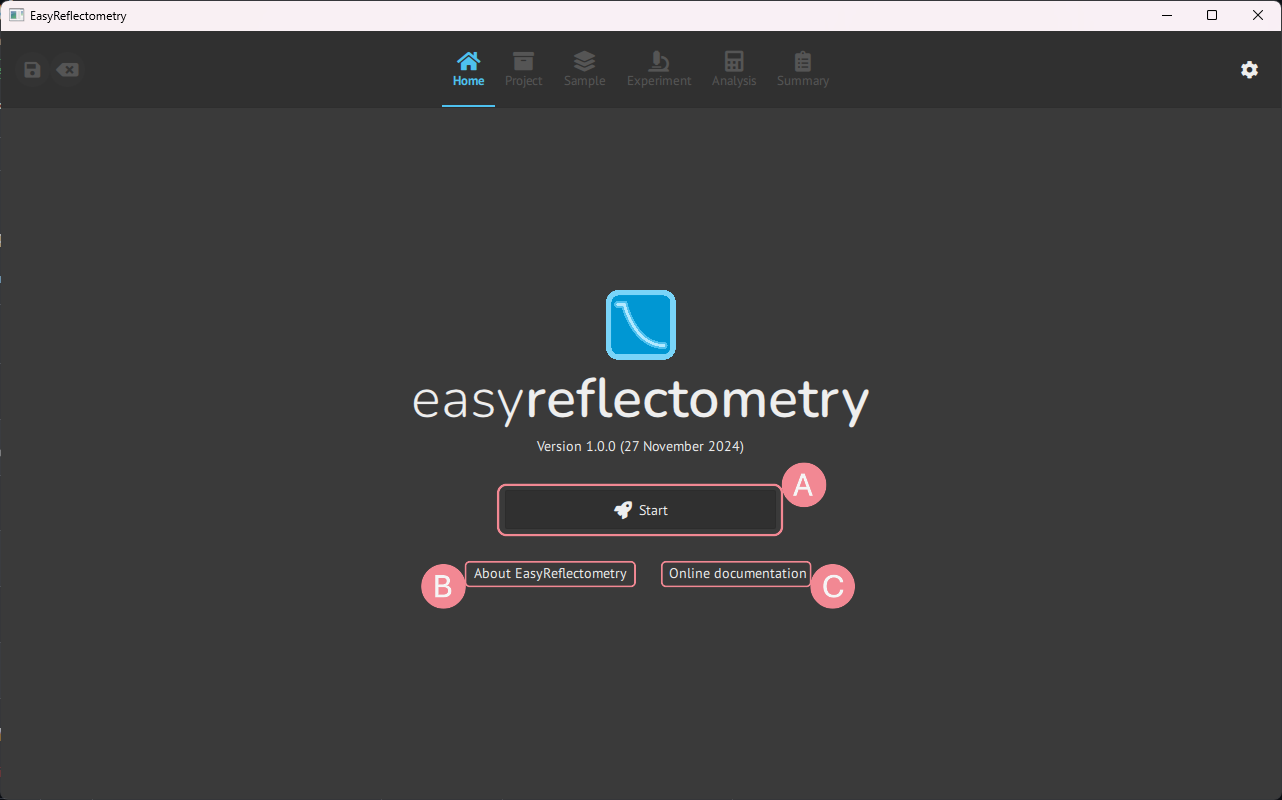 EasyReflectometry
Home Project Sample Experiment Analysis Summary
easyreflectometry
Version 1.0.0 (27 November 2024)
A
Start
B About EasyReflectometry Online documentation C